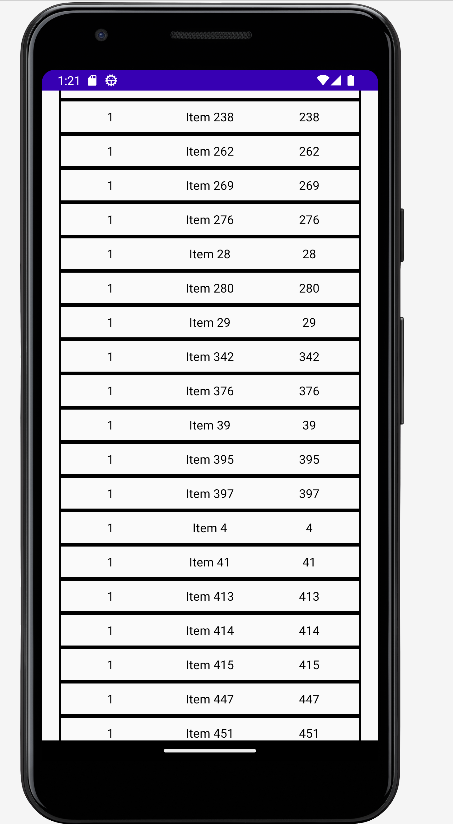 1:21
1 Item 238 238
1 Item 262 262
1 Item 269 269
1 Item 276 276
1 Item 28 28
1 Item 280 280
1 Item 29 29
1 Item 342 342
1 Item 376 376
1 Item 39 39
1 Item 395 395
1 Item 397 397
1 Item 4 4
1 Item 41 41
1 Item 413 413
1 Item 414 414
1 Item 415 415
1 Item 447 447
1 Item 451 451